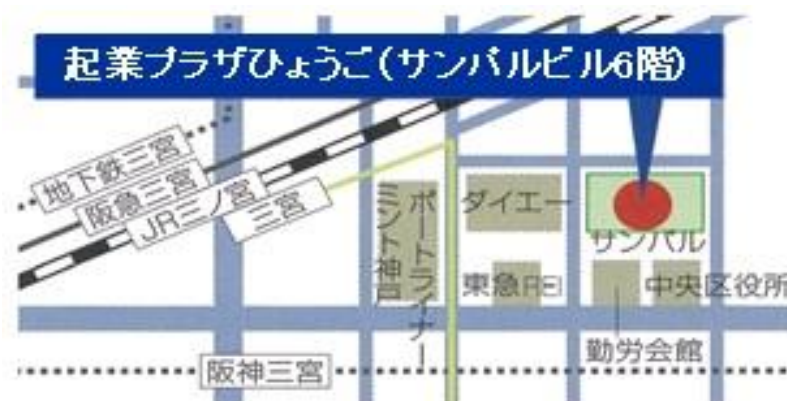 起業プラザひょうご(サンパルビル6階)
地下鉄三宮
阪急三宮
JR三ノ宮
三宮
ミント神戸
ポートライナー
ダイエー
サンパル
東急REI
中央区役所
勤労会館
阪神三宮